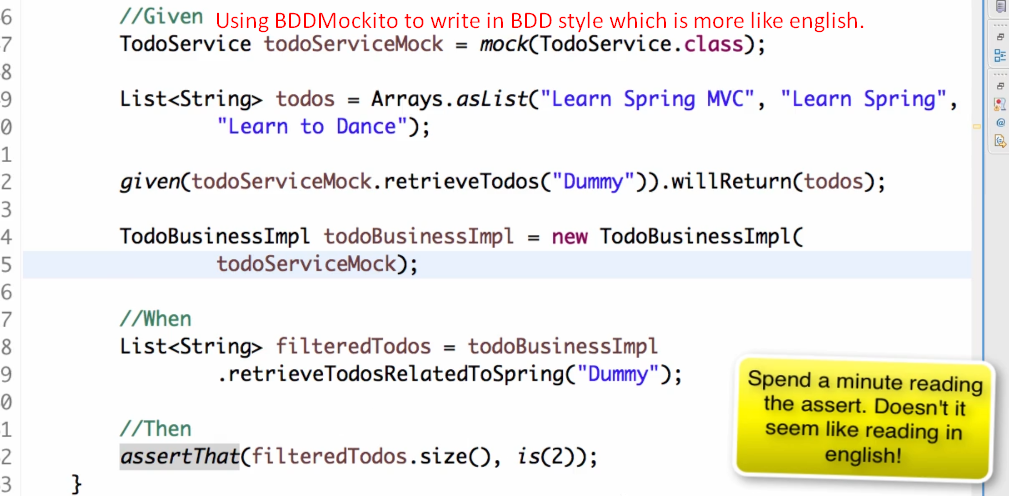 6 //Given Using BDDMockito to write in BDD style which is more like english.
7 TodoService todoServiceMock = mock(TodoService.class);
8
9 List<String> todos = Arrays.asList("Learn Spring MVC", "Learn Spring",
0 "Learn to Dance");
1
2 given(todoServiceMock.retrieveTodos("Dummy")).willReturn(todos);
3
4 TodoBusinessImpl todoBusinessImpl = new TodoBusinessImpl(
5 todoServiceMock);
6
7 //When
8 List<String> filteredTodos = todoBusinessImpl
9 .retrieveTodosRelatedToSpring("Dummy");
0
1 //Then
2 assertThat(filteredTodos.size(), is(2));
3 }
Spend a minute reading
the assert. Doesn't it
seem like reading in
english!